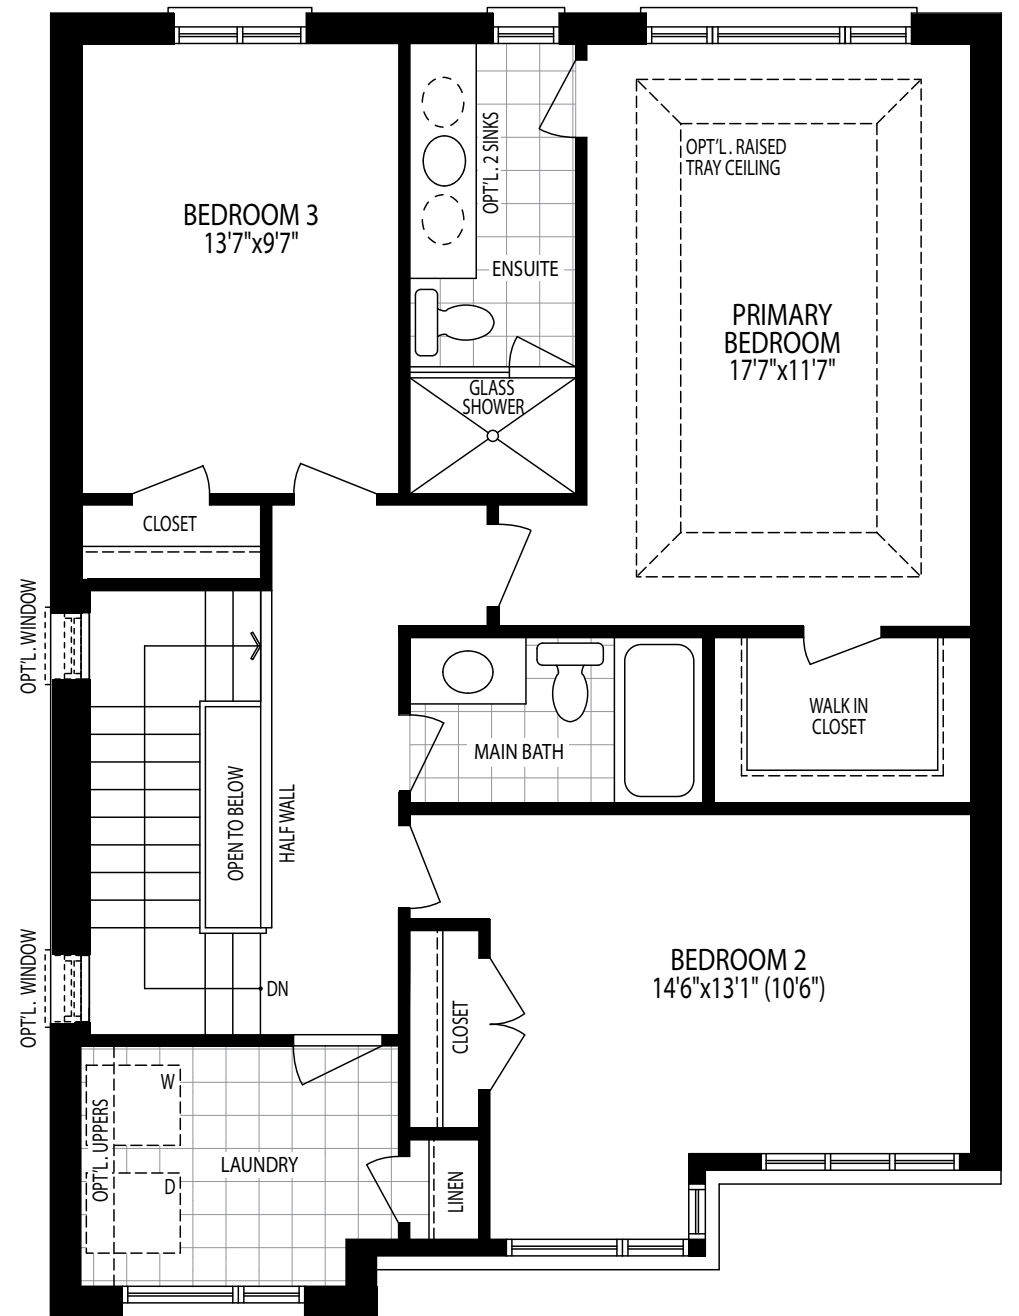 BEDROOM 3
13'7"x9'7"
OPT'L. 2 SINKS
ENSUITE
GLASS
SHOWER
OPT'L. RAISED
TRAY CEILING
PRIMARY
BEDROOM
17'7"x11'7"
CLOSET
OPT'L. WINDOW
OPEN TO BELOW
HALF WALL
MAIN BATH
WALK IN
CLOSET
OPT'L. WINDOW
DN
BEDROOM 2
14'6"x13'1" (10'6")
CLOSET
OPT'L. UPPERS
W
D
LAUNDRY
LINEN